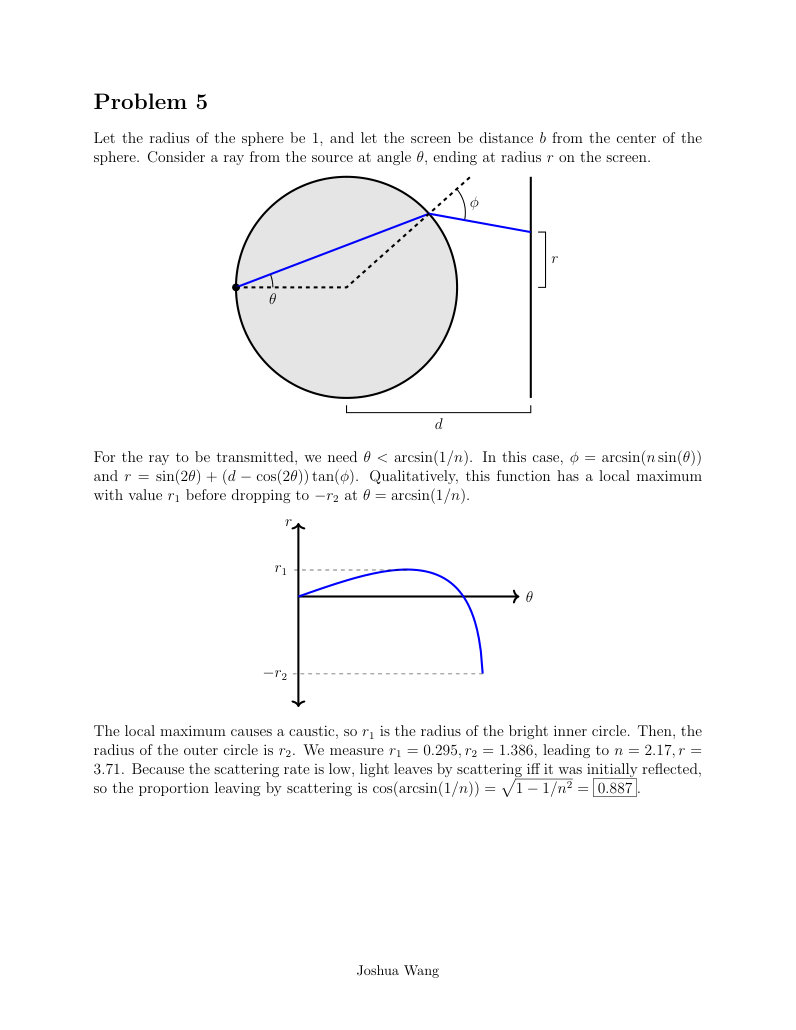 Problem 5
Let the radius of the sphere be 1, and let the screen be distance b from the center of the
sphere. Consider a ray from the source at angle θ, ending at radius r on the screen.
ϕ
r
θ
d
For the ray to be transmitted, we need θ < arcsin(1/n). In this case, ϕ = arcsin(n sin(θ))
and r = sin(2θ) + (d − cos(2θ)) tan(ϕ). Qualitatively, this function has a local maximum
with value r₁ before dropping to −r₂ at θ = arcsin(1/n).
r
r₁
θ
−r₂
The local maximum causes a caustic, so r₁ is the radius of the bright inner circle. Then, the
radius of the outer circle is r₂. We measure r₁ = 0.295, r₂ = 1.386, leading to n = 2.17, r =
3.71. Because the scattering rate is low, light leaves by scattering iff it was initially reflected,
so the proportion leaving by scattering is cos(arcsin(1/n)) = √(1 − 1/n²) = 0.887.
Joshua Wang